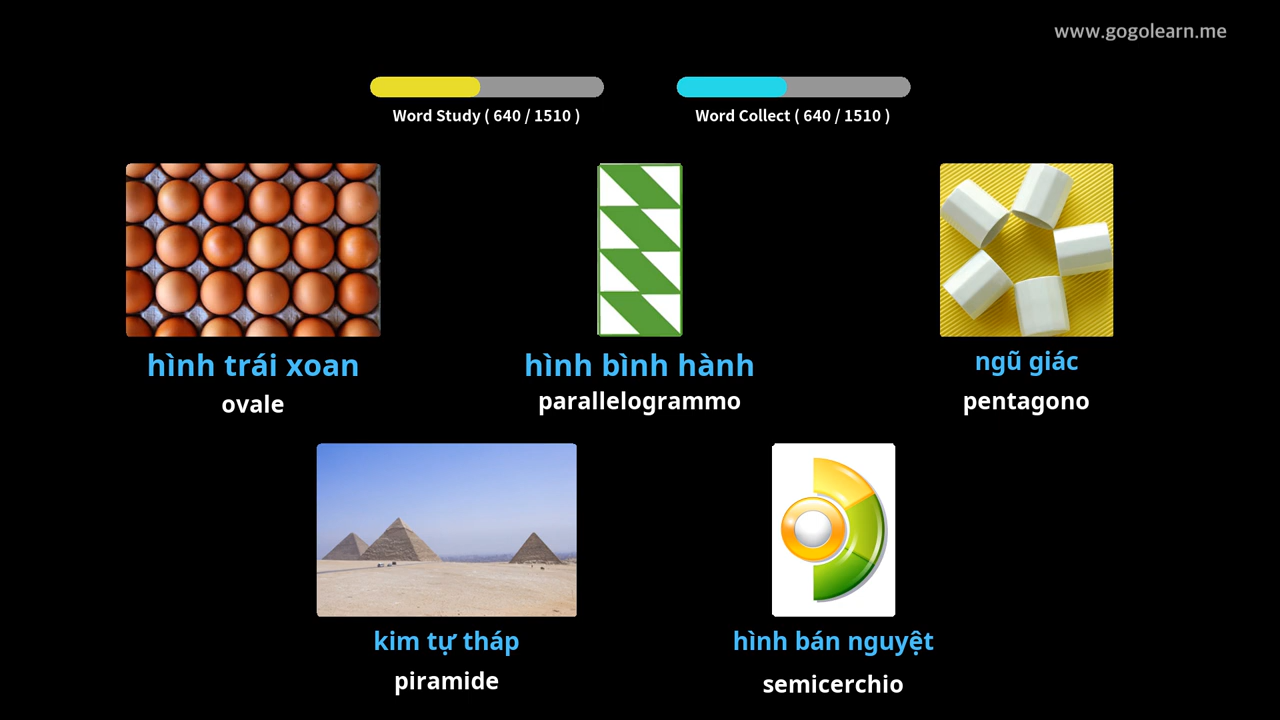 www.gogolearn.me
Word Study ( 640 / 1510 )
Word Collect ( 640 / 1510 )
hình trái xoan
ovale
hình bình hành
parallelogrammo
ngũ giác
pentagono
kim tự tháp
piramide
hình bán nguyệt
semicerchio